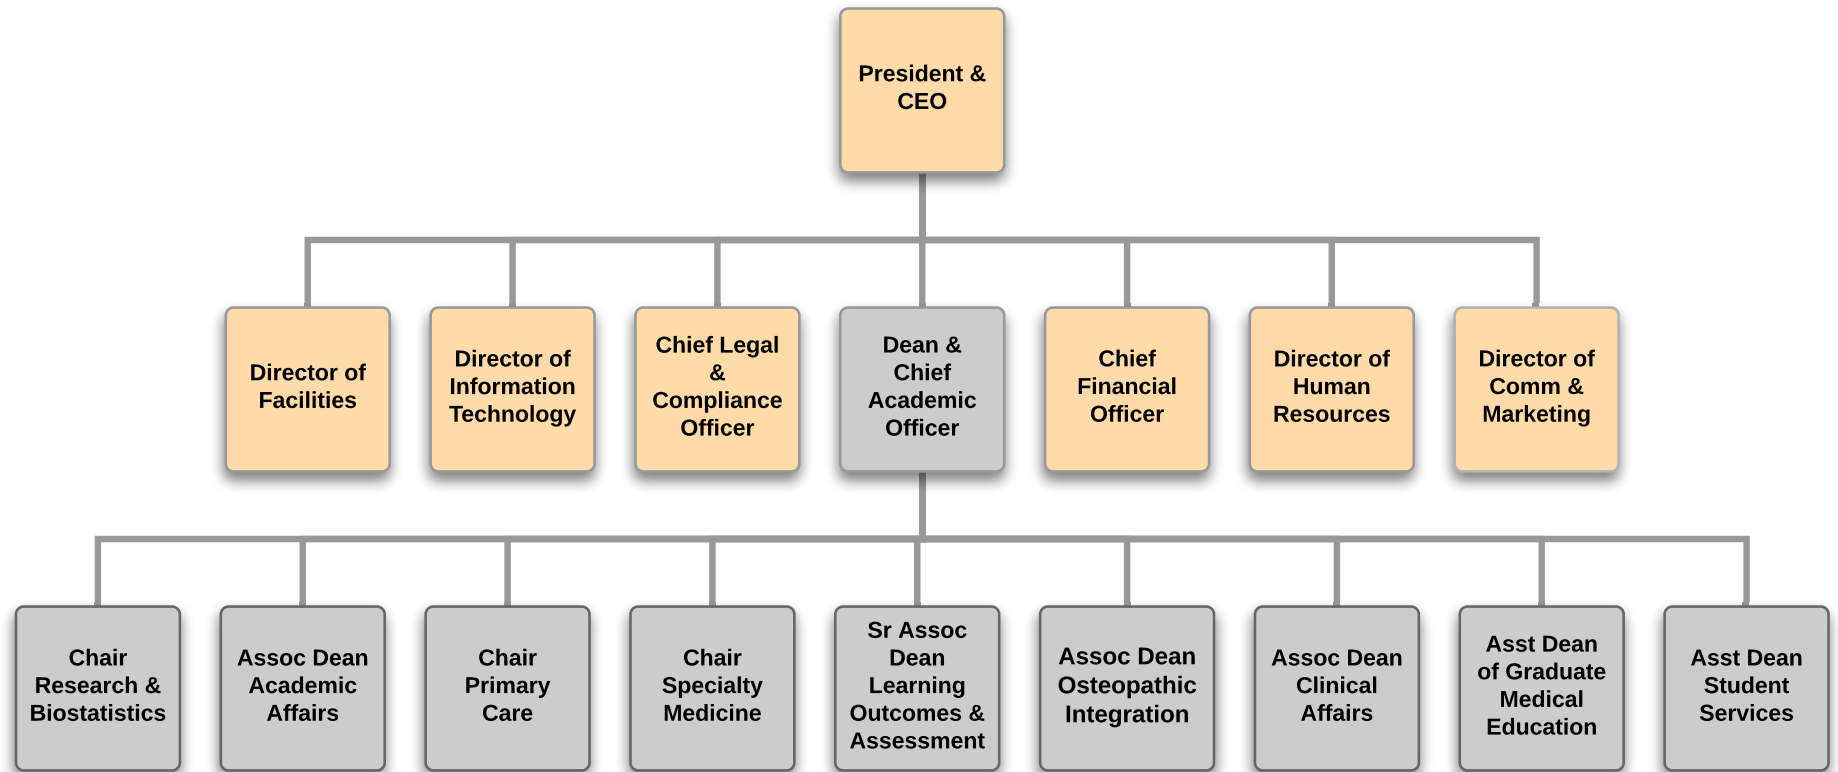 President &
CEO
Director of
Facilities
Director of
Information
Technology
Chief Legal
&
Compliance
Officer
Dean &
Chief
Academic
Officer
Chief
Financial
Officer
Director of
Human
Resources
Director of
Comm &
Marketing
Chair
Research &
Biostatistics
Assoc Dean
Academic
Affairs
Chair
Primary
Care
Chair
Specialty
Medicine
Sr Assoc
Dean
Learning
Outcomes &
Assessment
Assoc Dean
Osteopathic
Integration
Assoc Dean
Clinical
Affairs
Asst Dean
of Graduate
Medical
Education
Asst Dean
Student
Services